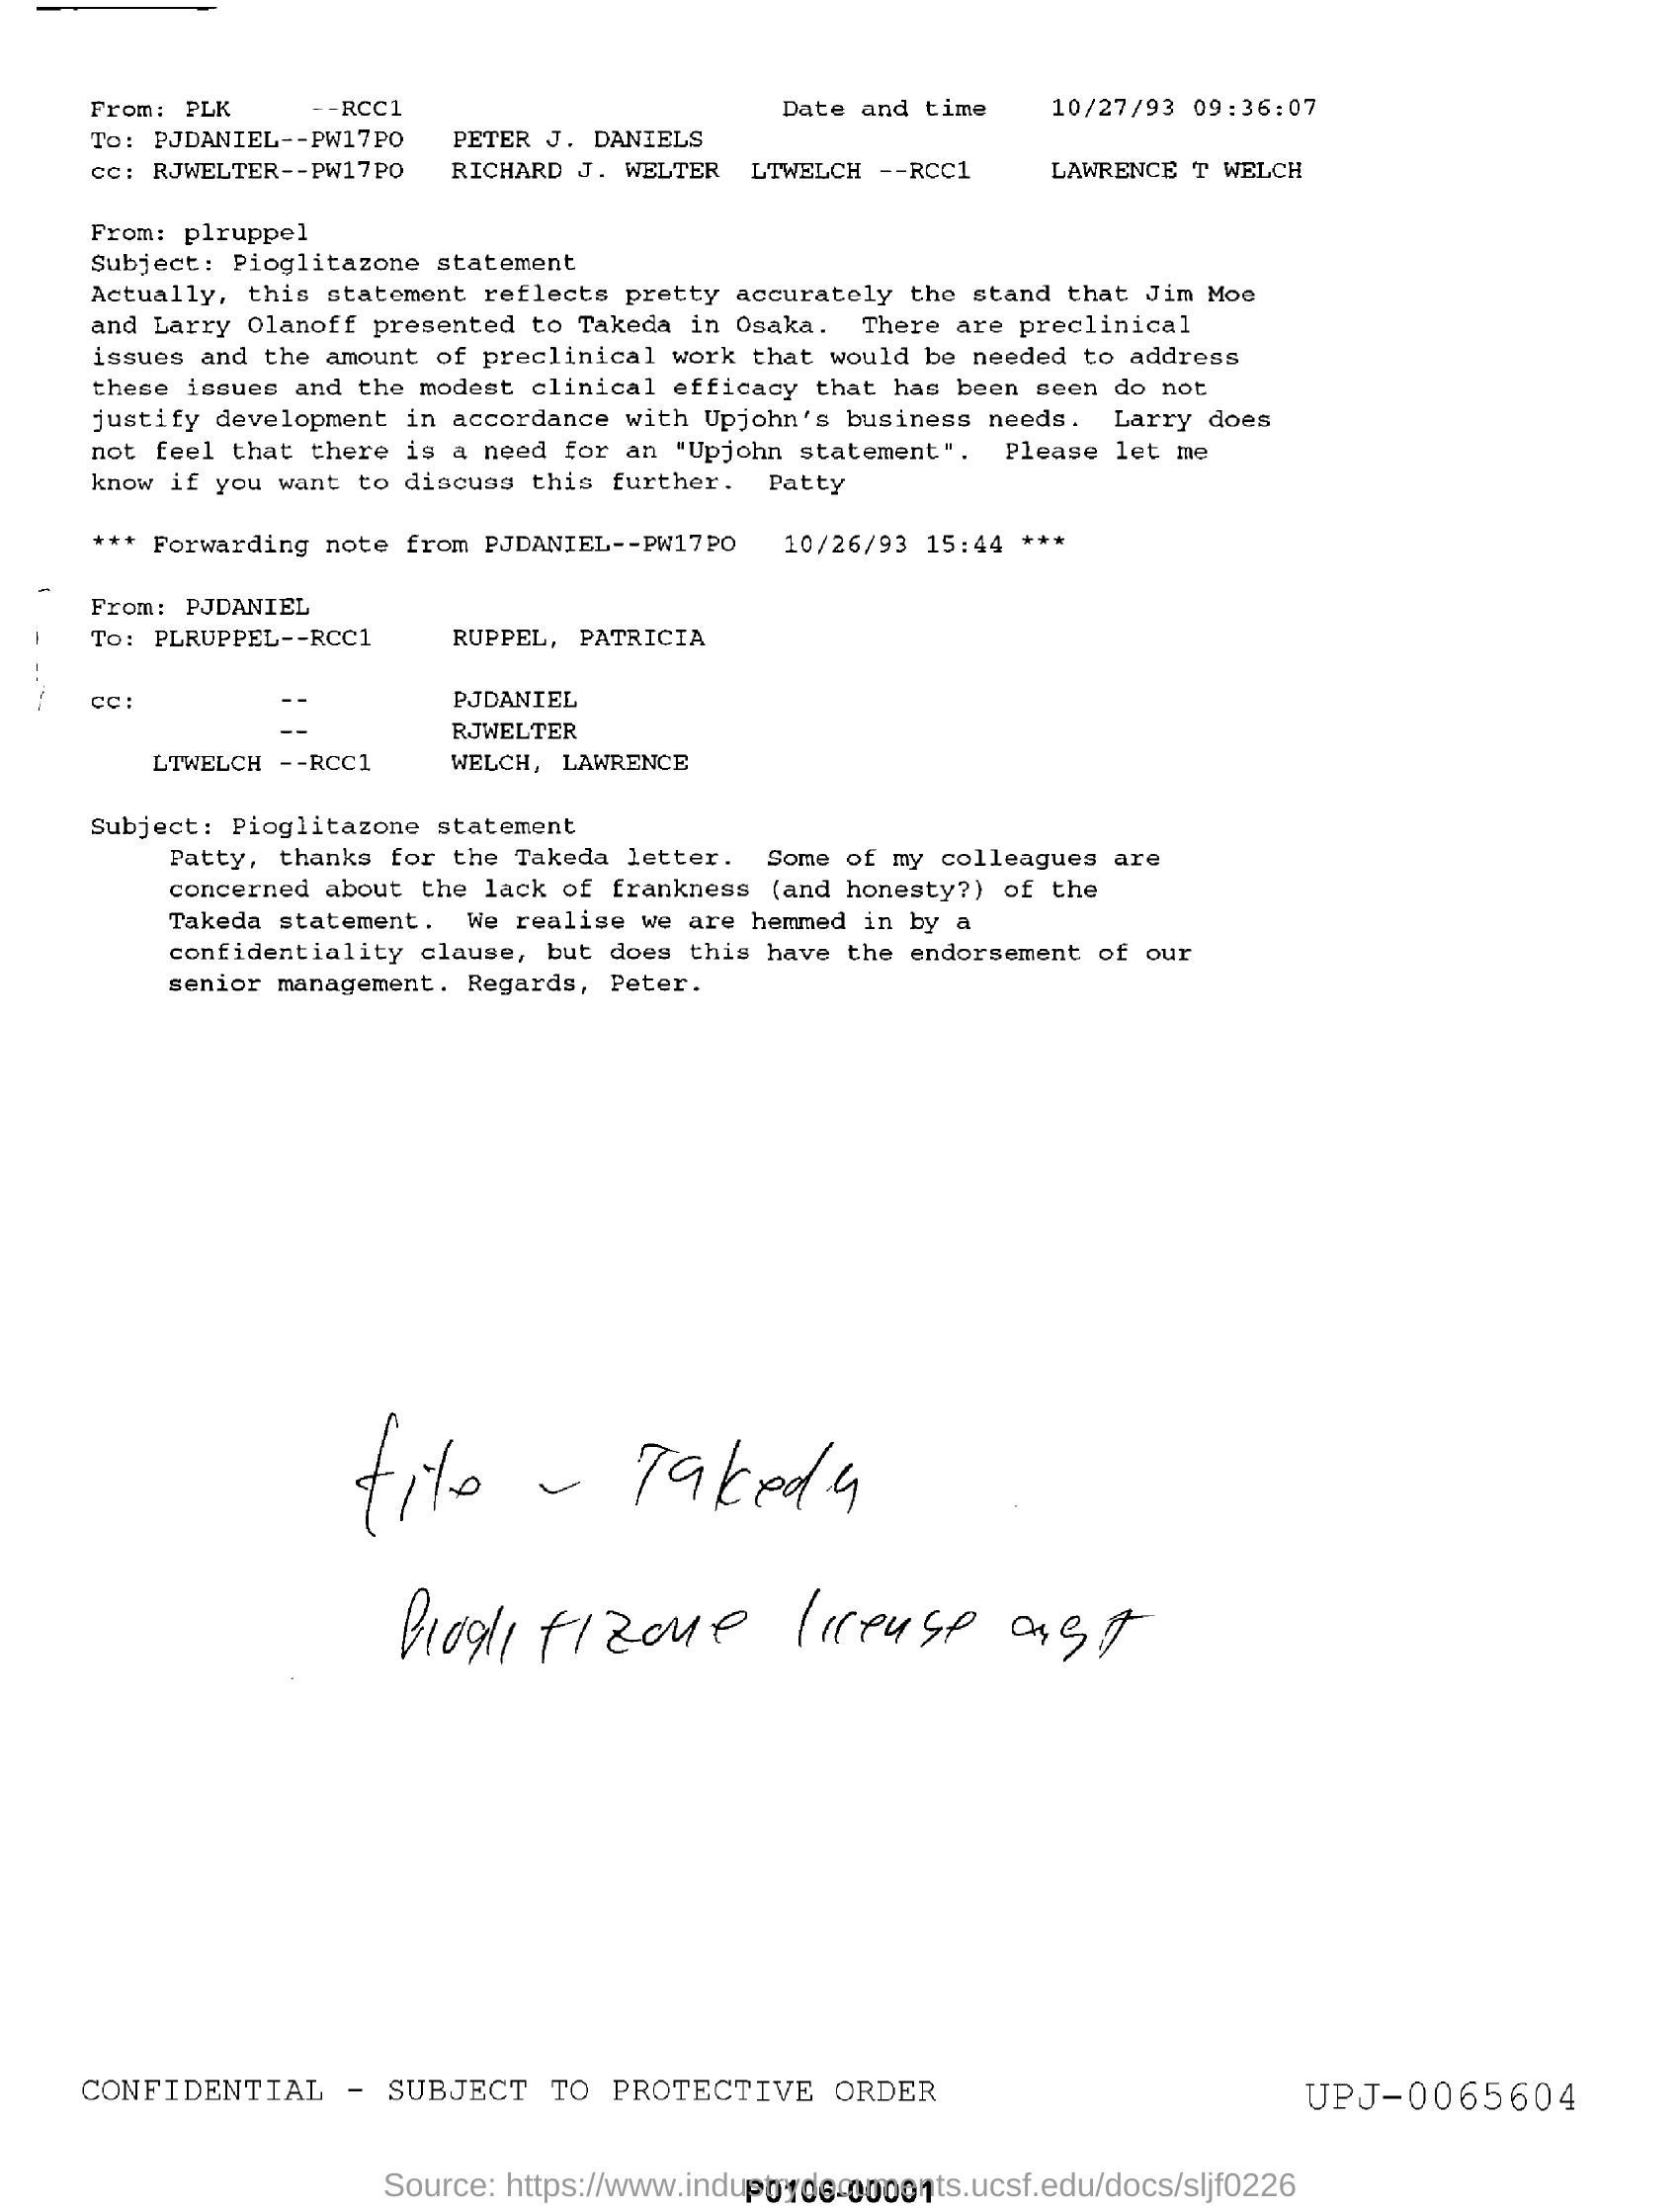 From: PLK --RCC1 Date and time 10/27/93 09:36:07
To: PJDANIEL--PW17PO PETER J. DANIELS
cc: RJWELTER--PW17PO RICHARD J. WELTER LTWELCH --RCC1 LAWRENCE T WELCH
From: plruppel
Subject: Pioglitazone statement
Actually, this statement reflects pretty accurately the stand that Jim Moe
and Larry Olanoff presented to Takeda in Osaka. There are preclinical
issues and the amount of preclinical work that would be needed to address
these issues and the modest clinical efficacy that has been seen do not
justify development in accordance with Upjohn's business needs. Larry does
not feel that there is a need for an "Upjohn statement". Please let me
know if you want to discuss this further. Patty
*** Forwarding note from PJDANIEL--PW17PO 10/26/93 15:44 ***
From: PJDANIEL
To: PLRUPPEL--RCC1 RUPPEL, PATRICIA
cc: -- PJDANIEL
-- RJWELTER
LTWELCH --RCC1 WELCH, LAWRENCE
Subject: Pioglitazone statement
Patty, thanks for the Takeda letter. Some of my colleagues are
concerned about the lack of frankness (and honesty?) of the
Takeda statement. We realise we are hemmed in by a
confidentiality clause, but does this have the endorsement of our
senior management. Regards, Peter.
file - Takeda
Pioglitizone license agt
CONFIDENTIAL - SUBJECT TO PROTECTIVE ORDER
UPJ-0065604
Source: https://www.industrydocuments.ucsf.edu/docs/sljf0226